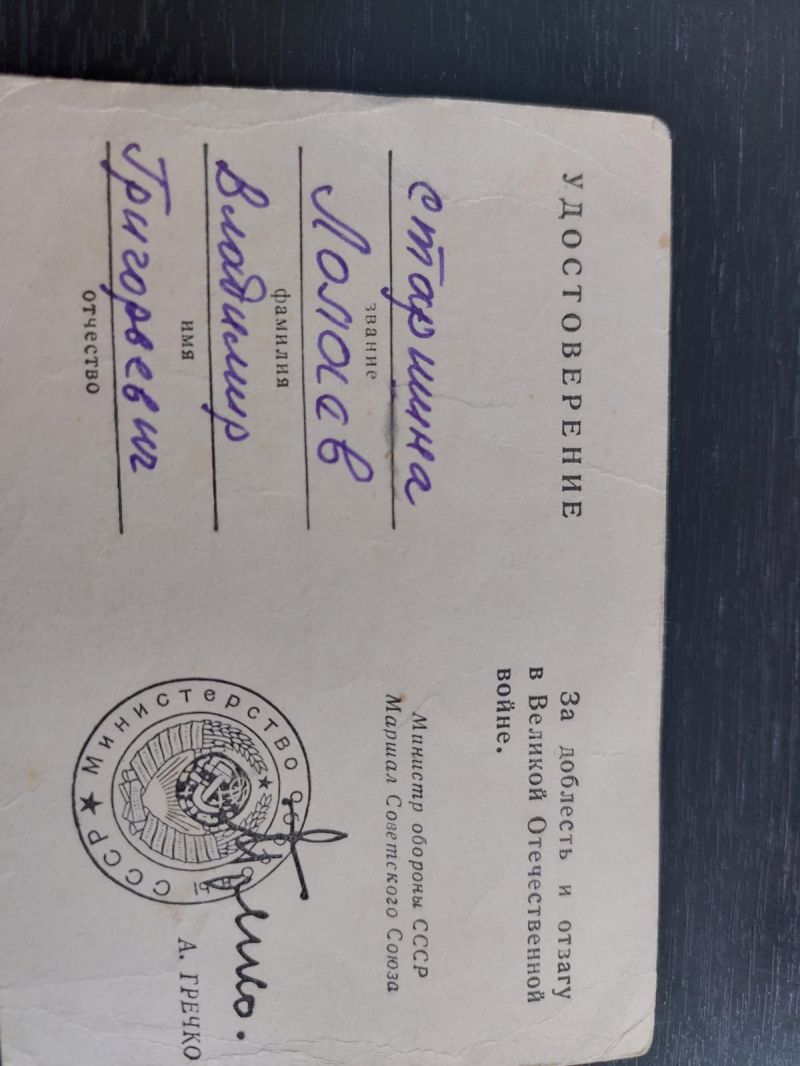 УДОСТОВЕРЕНИЕ
старшина
звание
фамилия
Владимир
имя
Григорьевич
отчество
За доблесть и отвагу
в Великой Отечественной
войне.
Министр обороны СССР
Маршал Советского Союза
Министерство обороны
СССР
А. ГРЕЧКО